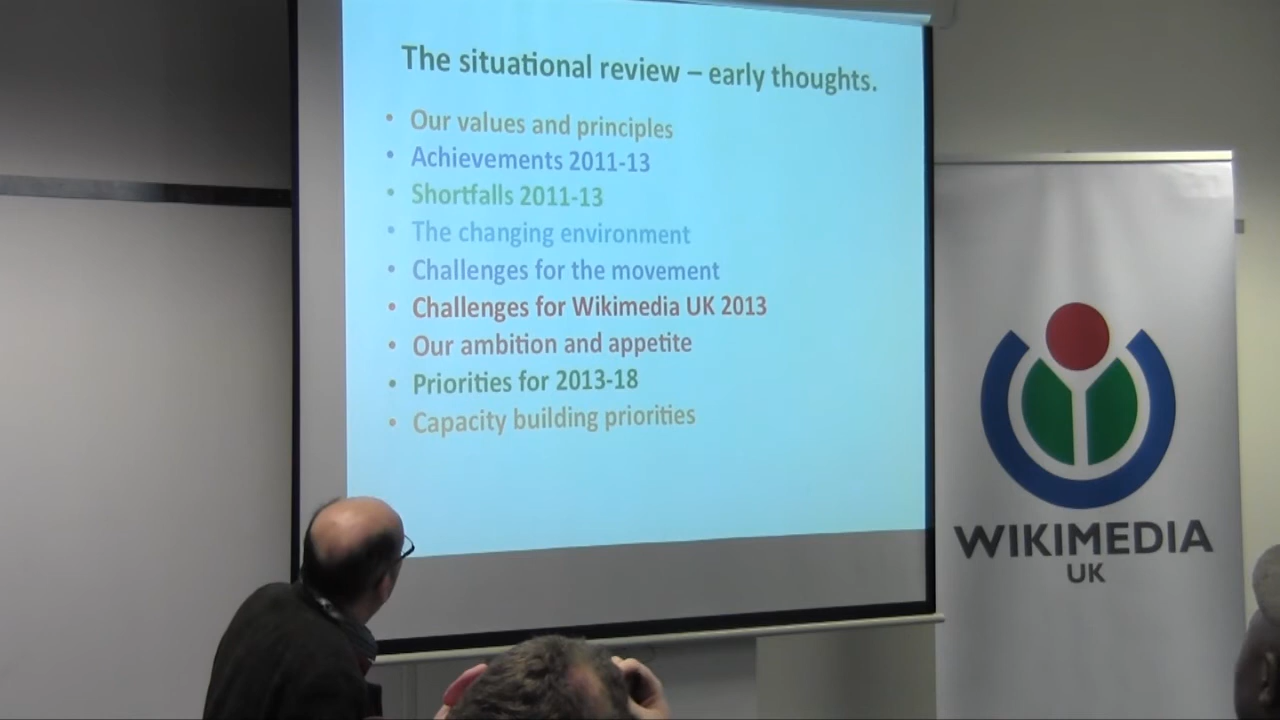 The situational review – early thoughts.
• Our values and principles
• Achievements 2011-13
• Shortfalls 2011-13
• The changing environment
• Challenges for the movement
• Challenges for Wikimedia UK 2013
• Our ambition and appetite
• Priorities for 2013-18
• Capacity building priorities
WIKIMEDIA
UK